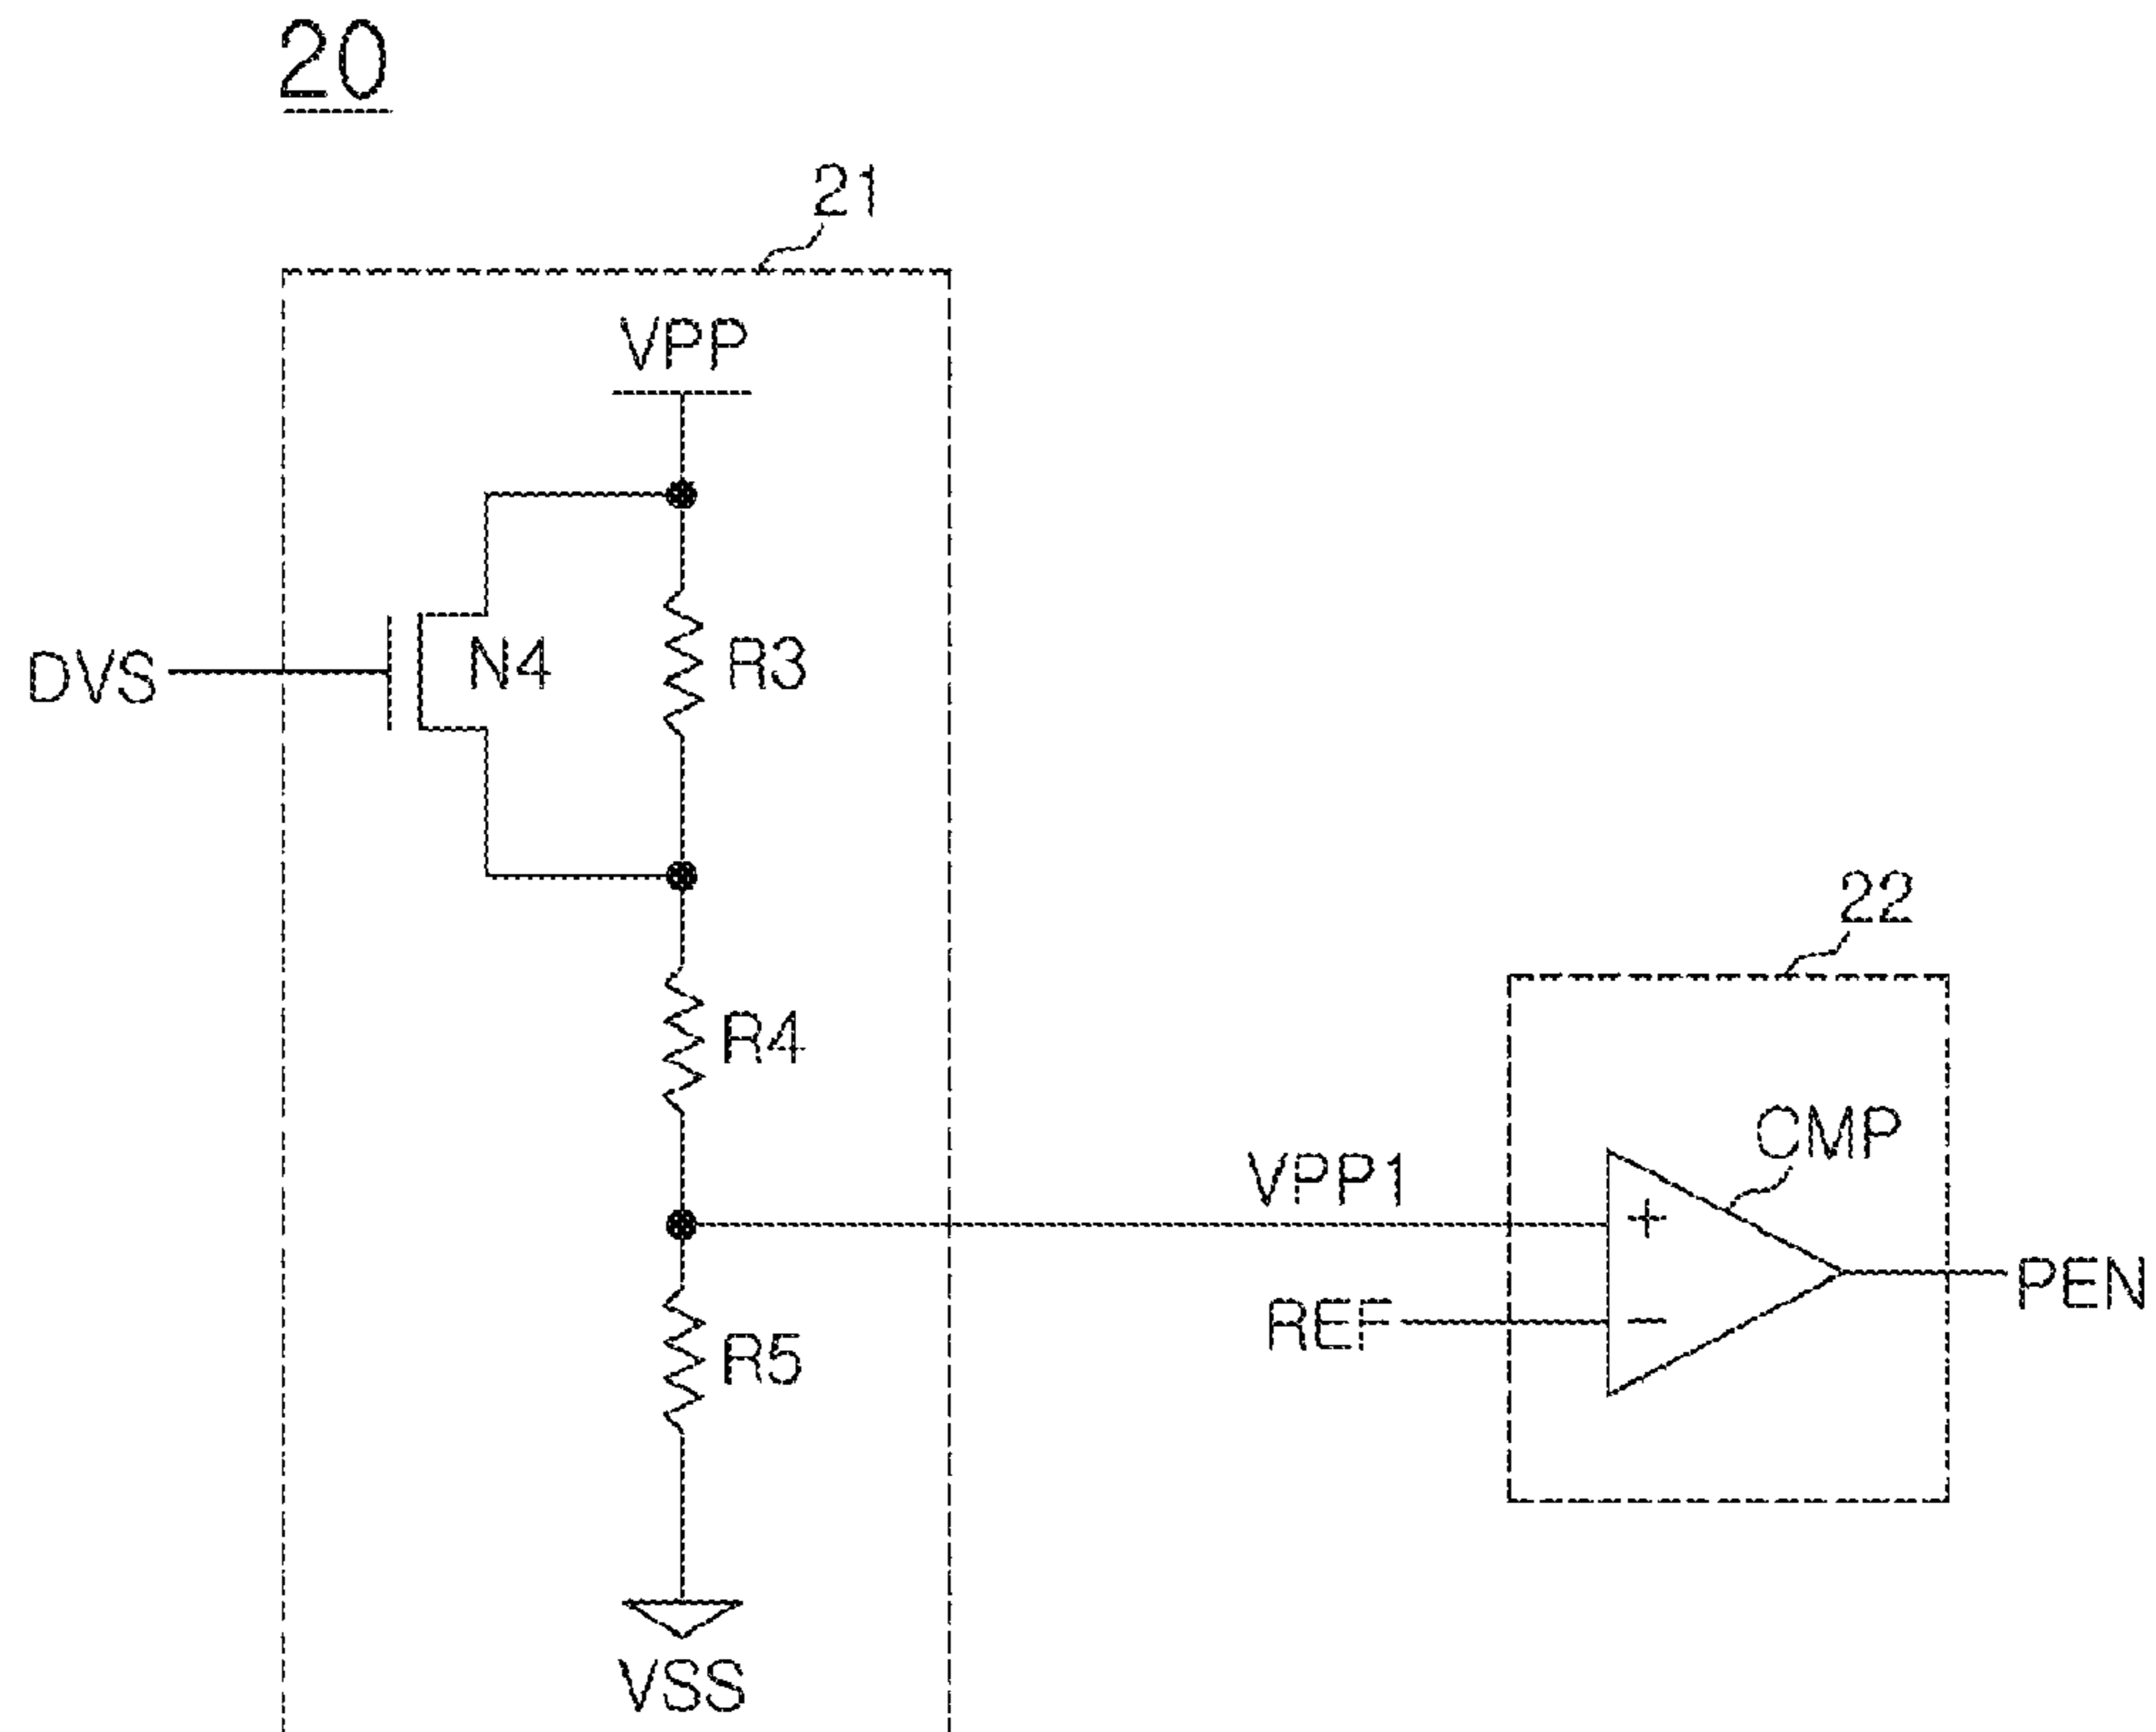 20
21
VPP
DVS
N4
R3
22
R4
CMP
VPP1
+
PEN
REF
−
R5
VSS